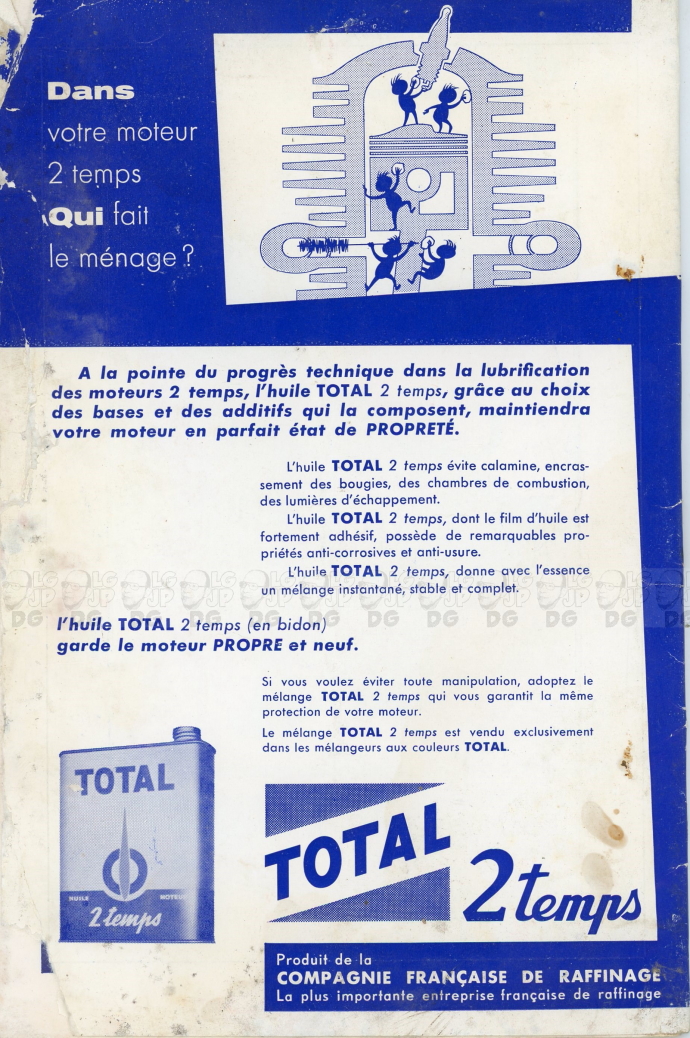 Dans
votre moteur
2 temps
Qui fait
le ménage ?
A la pointe du progrès technique dans la lubrification
des moteurs 2 temps, l'huile TOTAL 2 temps, grâce au choix
des bases et des additifs qui la composent, maintiendra
votre moteur en parfait état de PROPRETÉ.
L'huile TOTAL 2 temps évite calamine, encras-
sement des bougies, des chambres de combustion,
des lumières d'échappement.
L'huile TOTAL 2 temps, dont le film d'huile est
fortement adhésif, possède de remarquables pro-
priétés anti-corrosives et anti-usure.
L'huile TOTAL 2 temps, donne avec l'essence
un mélange instantané, stable et complet.
l'huile TOTAL 2 temps (en bidon)
garde le moteur PROPRE et neuf.
Si vous voulez éviter toute manipulation, adoptez le
mélange TOTAL 2 temps qui vous garantit la même
protection de votre moteur.
Le mélange TOTAL 2 temps est vendu exclusivement
dans les mélangeurs aux couleurs TOTAL.
TOTAL
HUILE MOTEUR
2 temps
TOTAL
2 temps
Produit de la
COMPAGNIE FRANÇAISE DE RAFFINAGE
La plus importante entreprise française de raffinage